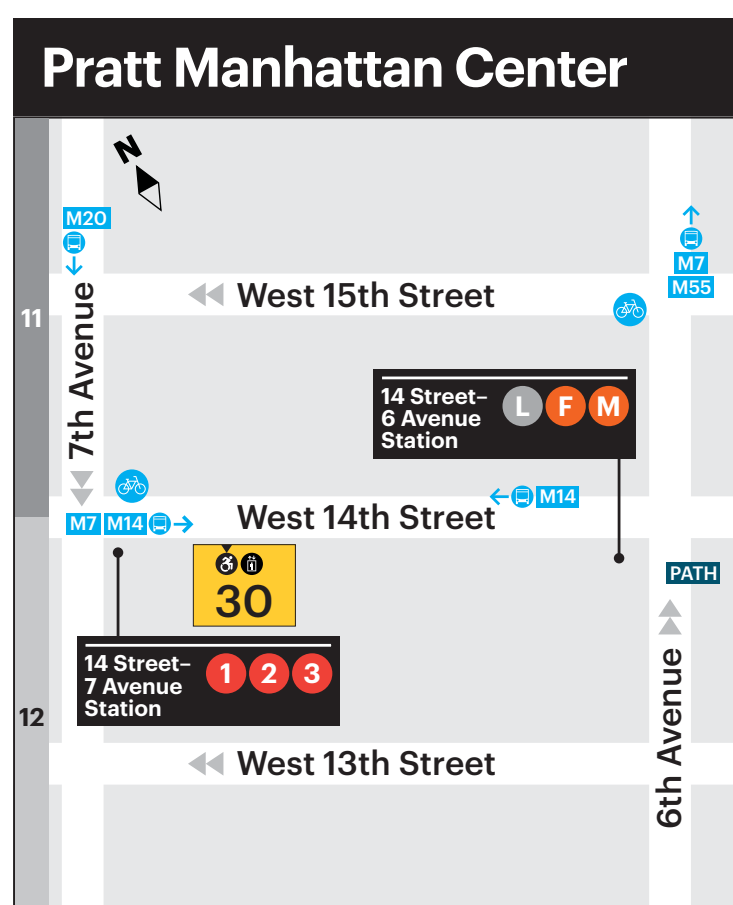 Pratt Manhattan Center
N
M20
M7
M55
11
West 15th Street
7th Avenue
14 Street–
6 Avenue
Station
L F M
M14
M7 M14
West 14th Street
30
PATH
14 Street–
7 Avenue
Station
1 2 3
12
6th Avenue
West 13th Street